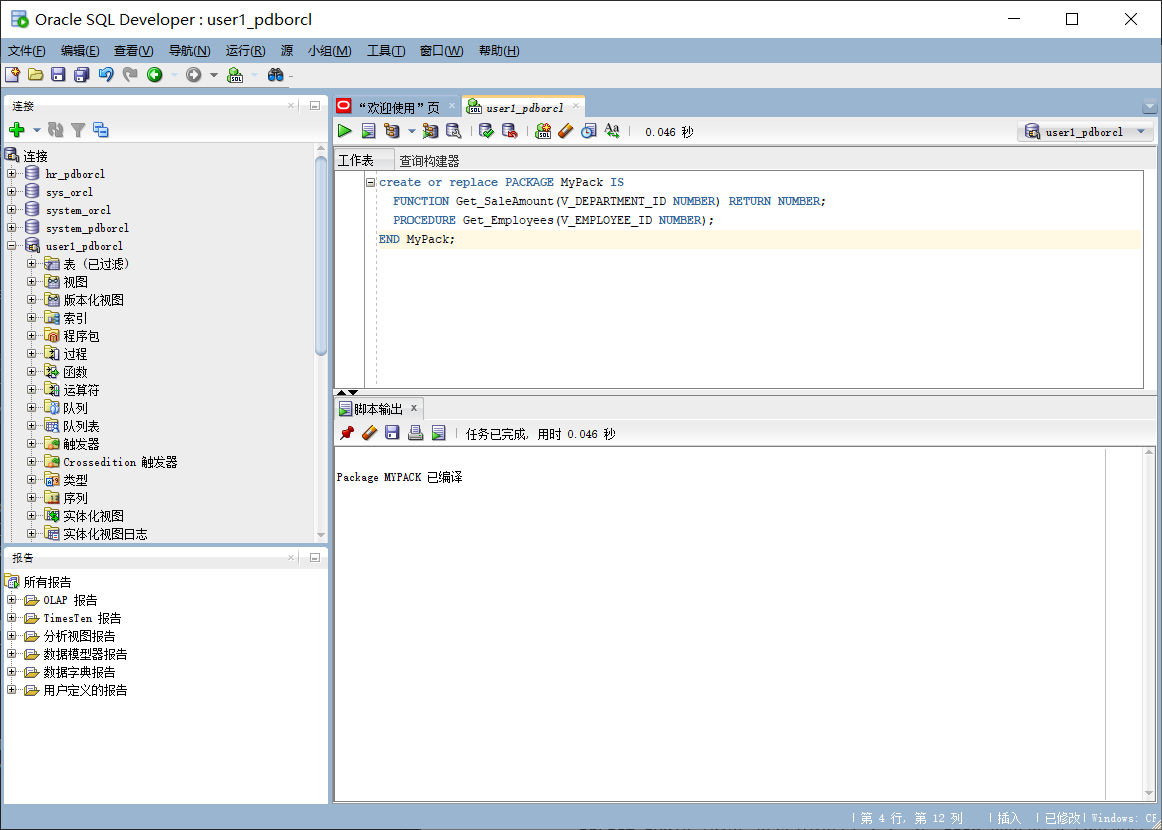 Oracle SQL Developer : user1_pdborcl
文件(F) 编辑(E) 查看(V) 导航(N) 运行(R) 源 小组(M) 工具(T) 窗口(W) 帮助(H)
连接
连接
hr_pdborcl
sys_orcl
system_orcl
system_pdborcl
user1_pdborcl
表 (已过滤)
视图
版本化视图
索引
程序包
过程
函数
运算符
队列
队列表
触发器
Crossedition 触发器
类型
序列
实体化视图
实体化视图日志
报告
所有报告
OLAP 报告
TimesTen 报告
分析视图报告
数据模型器报告
数据字典报告
用户定义的报告
“欢迎使用”页 user1_pdborcl
0.046 秒 user1_pdborcl
工作表 查询构建器
create or replace PACKAGE MyPack IS
FUNCTION Get_SaleAmount(V_DEPARTMENT_ID NUMBER) RETURN NUMBER;
PROCEDURE Get_Employees(V_EMPLOYEE_ID NUMBER);
END MyPack;
脚本输出
任务已完成, 用时 0.046 秒
Package MYPACK 已编译
第 4 行, 第 12 列 | 插入 | 已修改 | Windows: CR